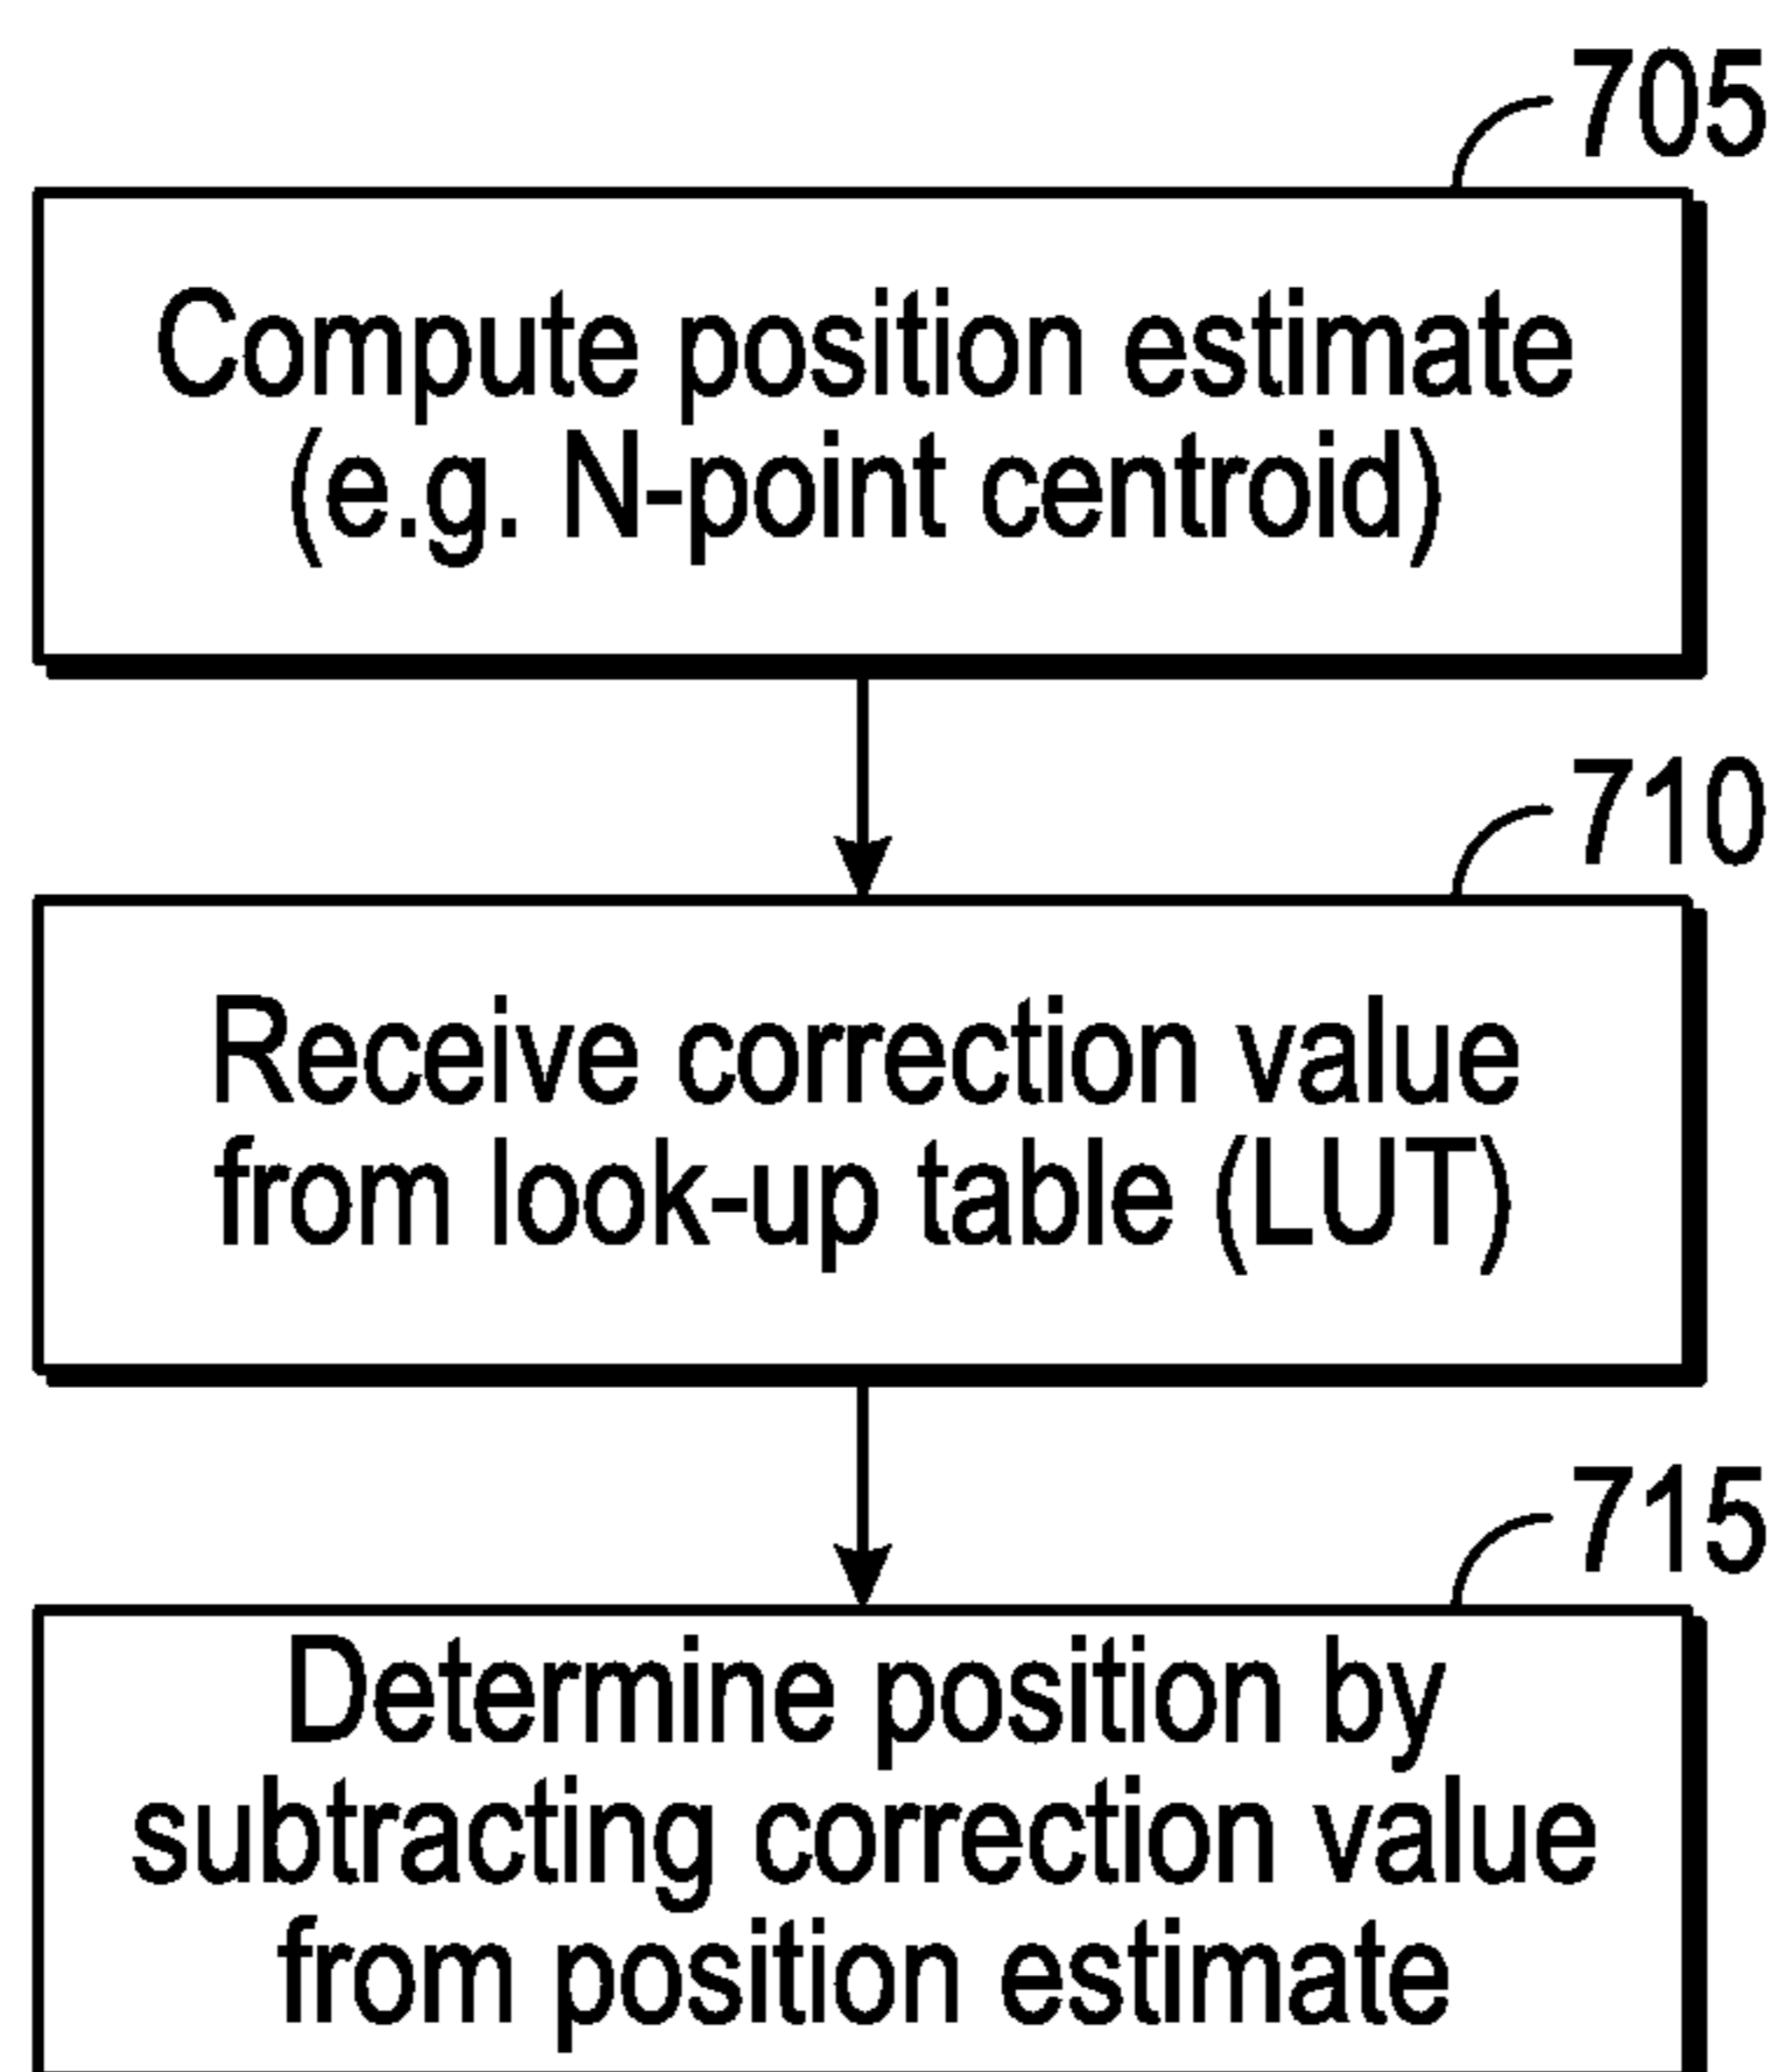 705
Compute position estimate
(e.g. N-point centroid)
710
Receive correction value
from look-up table (LUT)
715
Determine position by
subtracting correction value
from position estimate